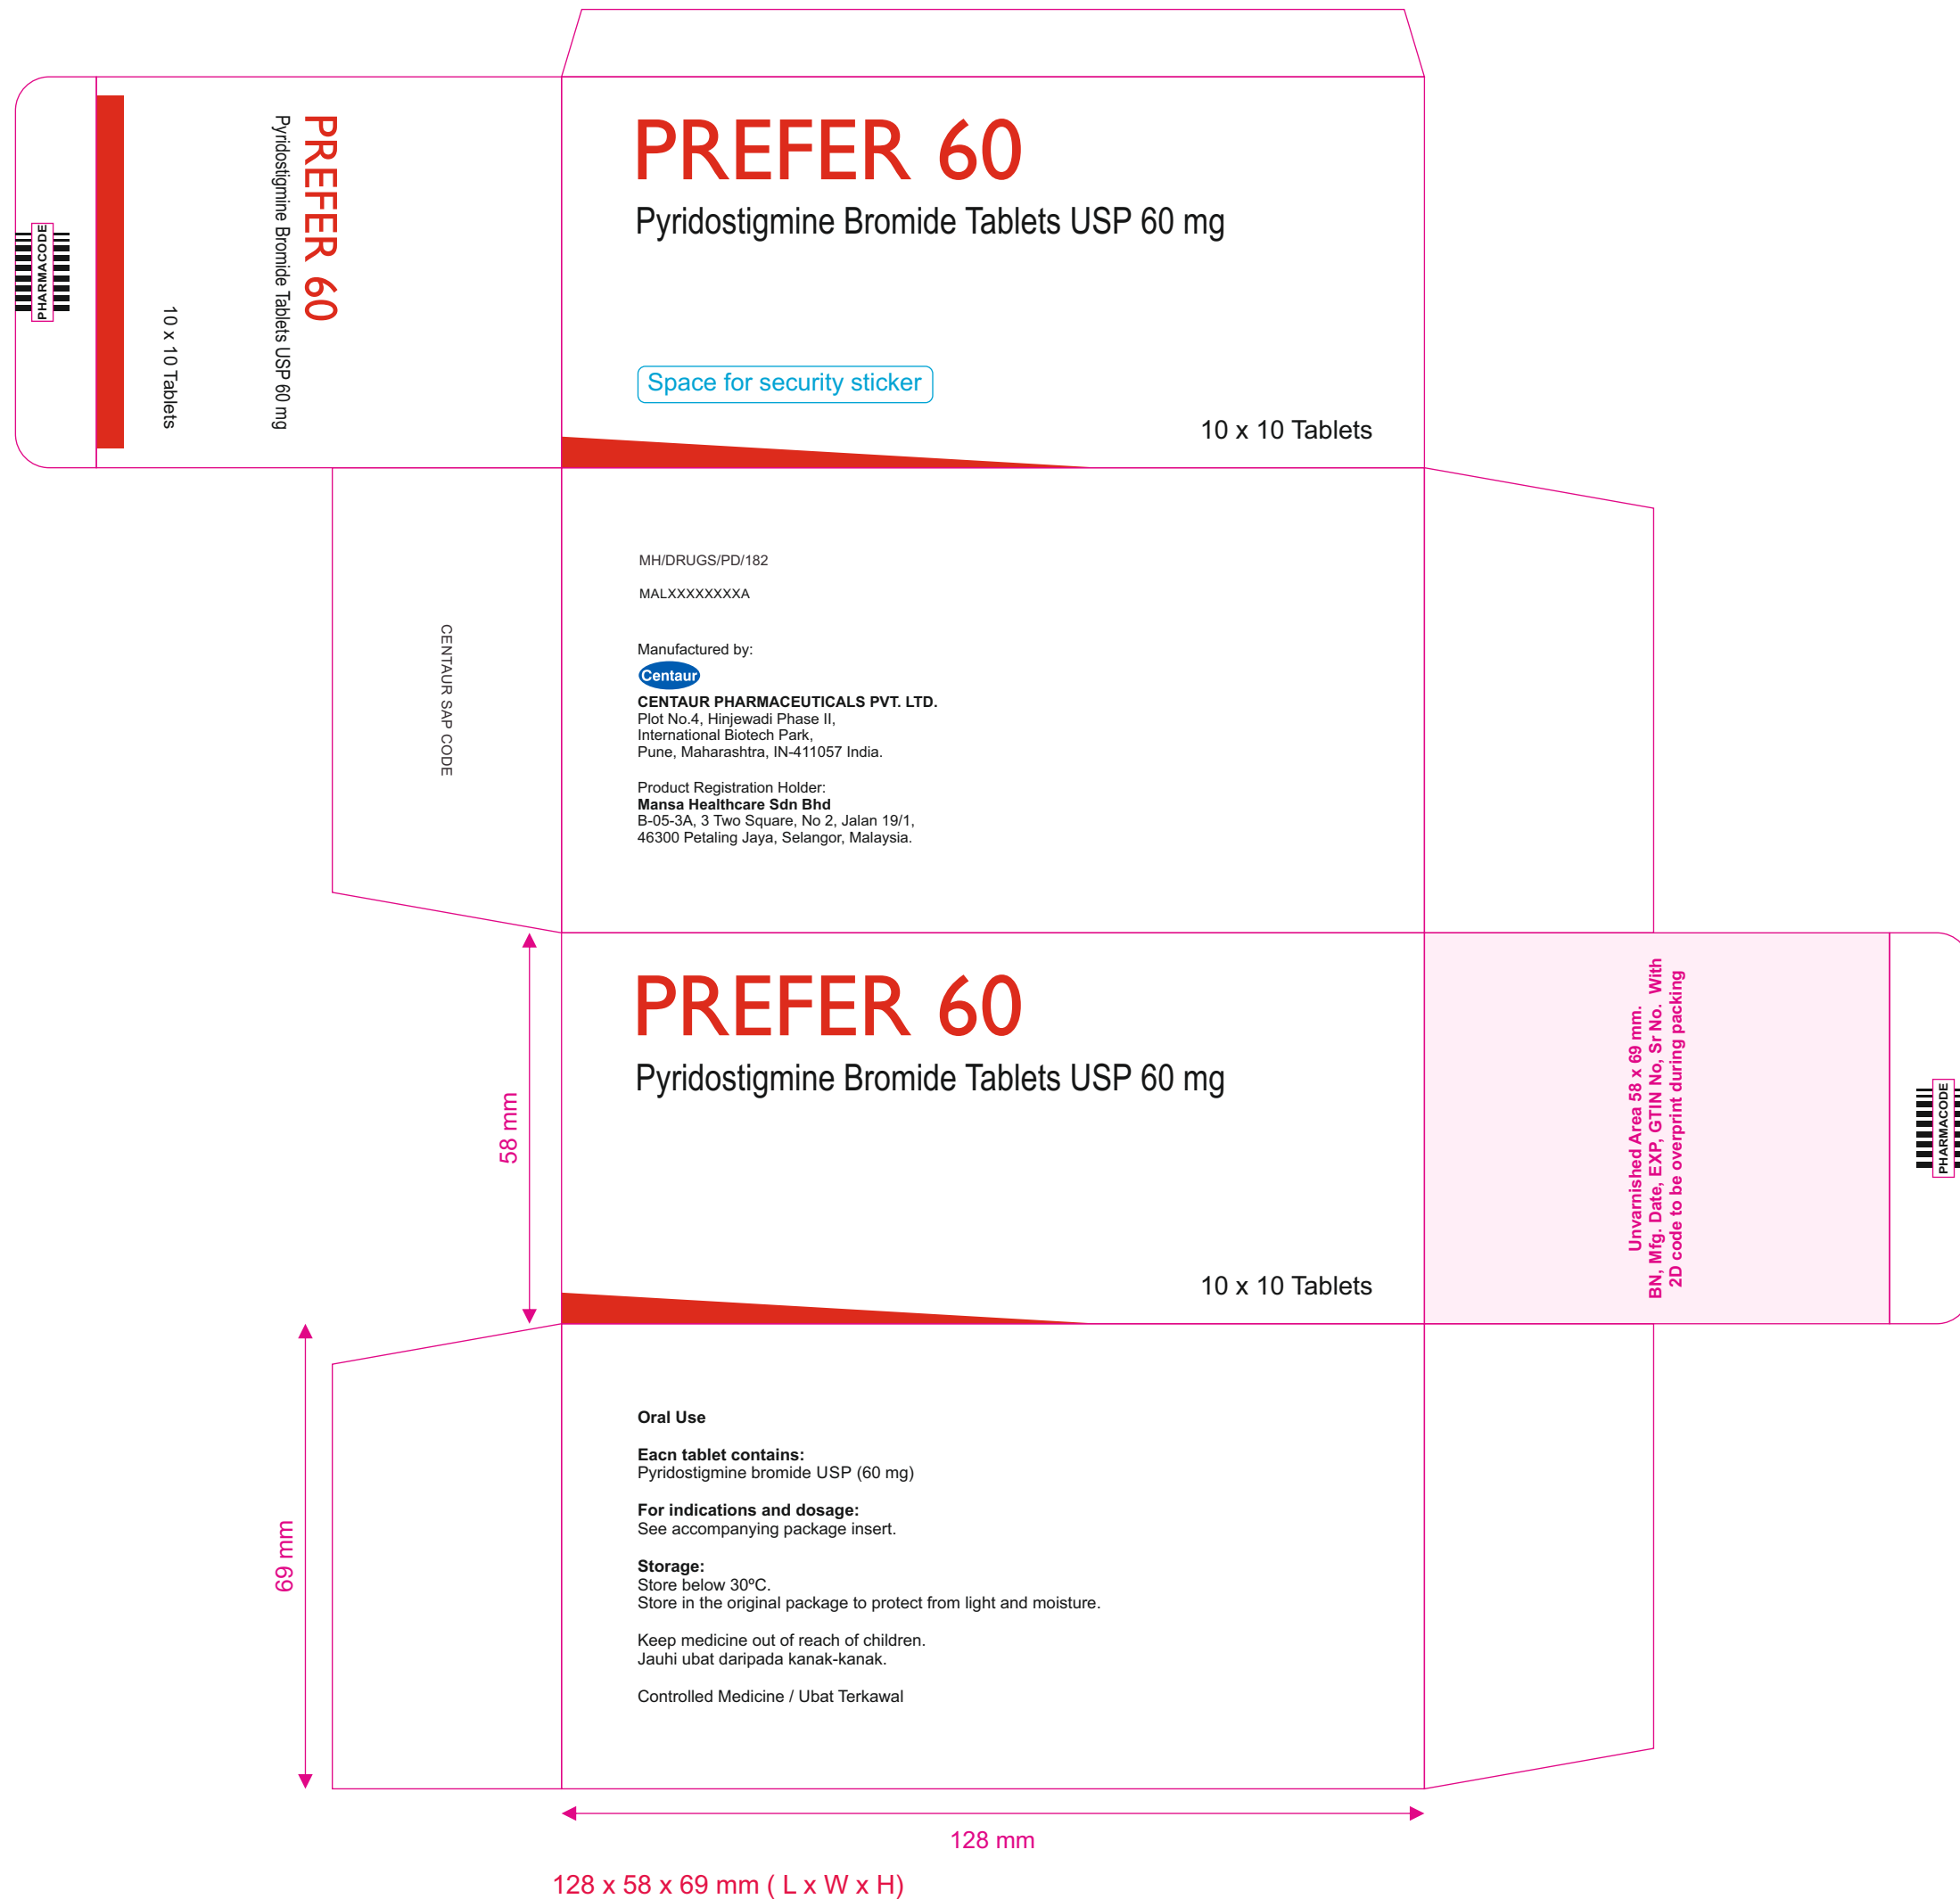 PREFER 60
Pyridostigmine Bromide Tablets USP 60 mg
10 x 10 Tablets
PHARMACODE
PREFER 60
Pyridostigmine Bromide Tablets USP 60 mg
Space for security sticker
10 x 10 Tablets
CENTAUR SAP CODE
MH/DRUGS/PD/182
MALXXXXXXXXA
Manufactured by:
Centaur
CENTAUR PHARMACEUTICALS PVT. LTD.
Plot No.4, Hinjewadi Phase II,
International Biotech Park,
Pune, Maharashtra, IN-411057 India.
Product Registration Holder:
Mansa Healthcare Sdn Bhd
B-05-3A, 3 Two Square, No 2, Jalan 19/1,
46300 Petaling Jaya, Selangor, Malaysia.
58 mm
PREFER 60
Pyridostigmine Bromide Tablets USP 60 mg
10 x 10 Tablets
Unvarnished Area 58 x 69 mm.
BN, Mfg. Date, EXP, GTIN No, Sr No. With
2D code to be overprint during packing
PHARMACODE
69 mm
Oral Use
Eacn tablet contains:
Pyridostigmine bromide USP (60 mg)
For indications and dosage:
See accompanying package insert.
Storage:
Store below 30ºC.
Store in the original package to protect from light and moisture.
Keep medicine out of reach of children.
Jauhi ubat daripada kanak-kanak.
Controlled Medicine / Ubat Terkawal
128 mm
128 x 58 x 69 mm ( L x W x H)